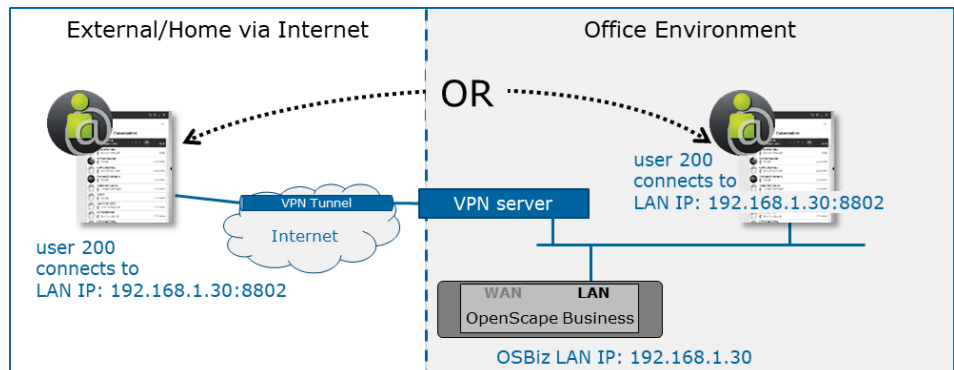 External/Home via Internet
Office Environment
OR
@
Conversations
@
user 200
connects to
LAN IP: 192.168.1.30:8802
VPN Tunnel
VPN server
Internet
user 200
connects to
LAN IP: 192.168.1.30:8802
WAN LAN
OpenScape Business
OSBiz LAN IP: 192.168.1.30